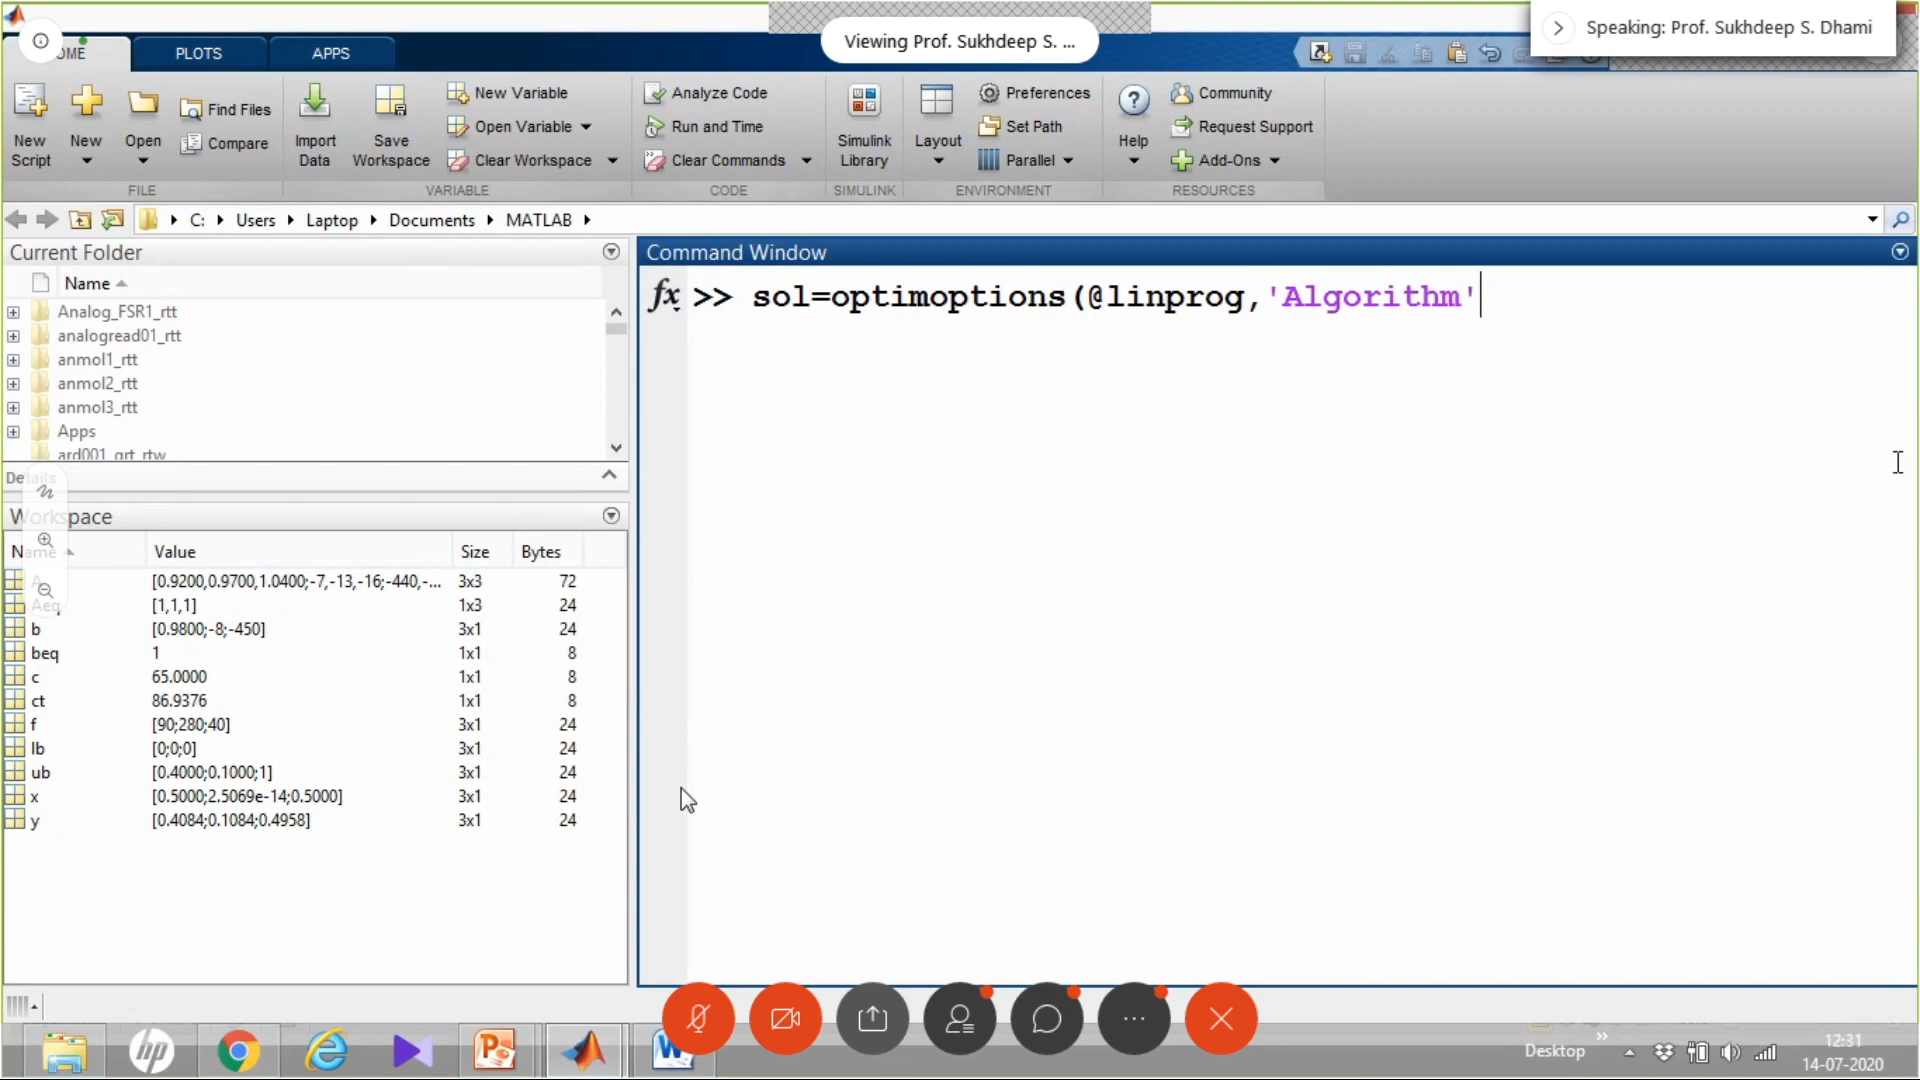 Viewing Prof. Sukhdeep S. ...
Speaking: Prof. Sukhdeep S. Dhami
PLOTS
APPS
New Script
New
Open
Find Files
Compare
FILE
Import Data
Save Workspace
New Variable
Open Variable
Clear Workspace
VARIABLE
Analyze Code
Run and Time
Clear Commands
CODE
Simulink Library
SIMULINK
Layout
Preferences
Set Path
Parallel
ENVIRONMENT
Help
Community
Request Support
Add-Ons
RESOURCES
C: Users Laptop Documents MATLAB
Current Folder
Name
Analog_FSR1_rtt
analogread01_rtt
anmol1_rtt
anmol2_rtt
anmol3_rtt
Apps
ard001_grt_rtw
Details
Workspace
Name Value Size Bytes
A [0.9200,0.9700,1.0400;-7,-13,-16;-440,-... 3x3 72
Aeq [1,1,1] 1x3 24
b [0.9800;-8;-450] 3x1 24
beq 1 1x1 8
c 65.0000 1x1 8
ct 86.9376 1x1 8
f [90;280;40] 3x1 24
lb [0;0;0] 3x1 24
ub [0.4000;0.1000;1] 3x1 24
x [0.5000;2.5069e-14;0.5000] 3x1 24
y [0.4084;0.1084;0.4958] 3x1 24
Command Window
fx >> sol=optimoptions(@linprog,'Algorithm'
Desktop
12:31
14-07-2020